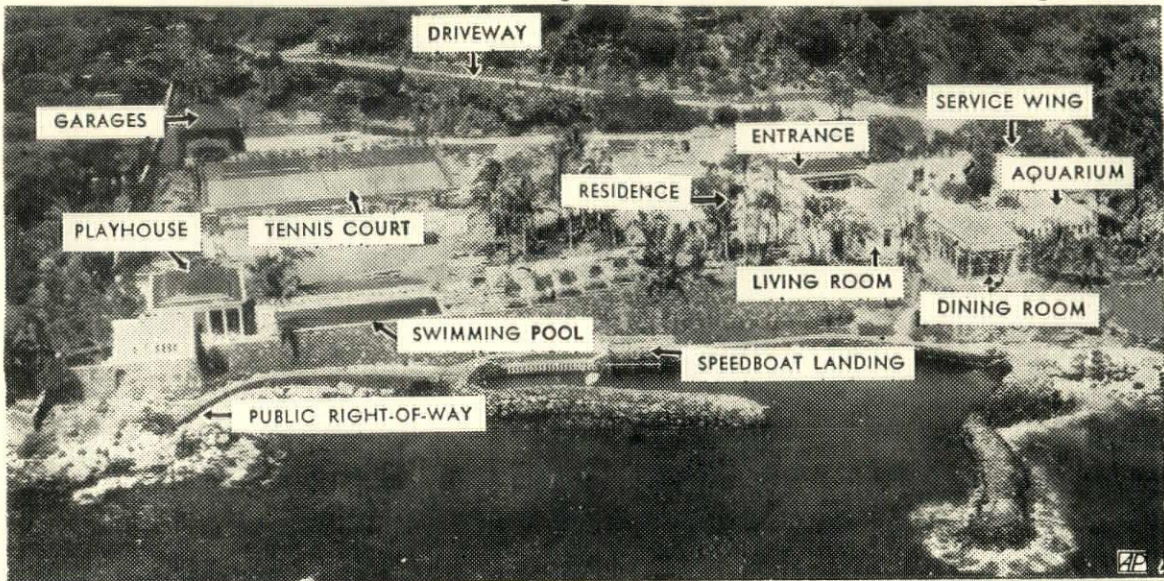 DRIVEWAY
GARAGES
SERVICE WING
ENTRANCE
AQUARIUM
RESIDENCE
PLAYHOUSE
TENNIS COURT
LIVING ROOM
DINING ROOM
SWIMMING POOL
SPEEDBOAT LANDING
PUBLIC RIGHT-OF-WAY
AP